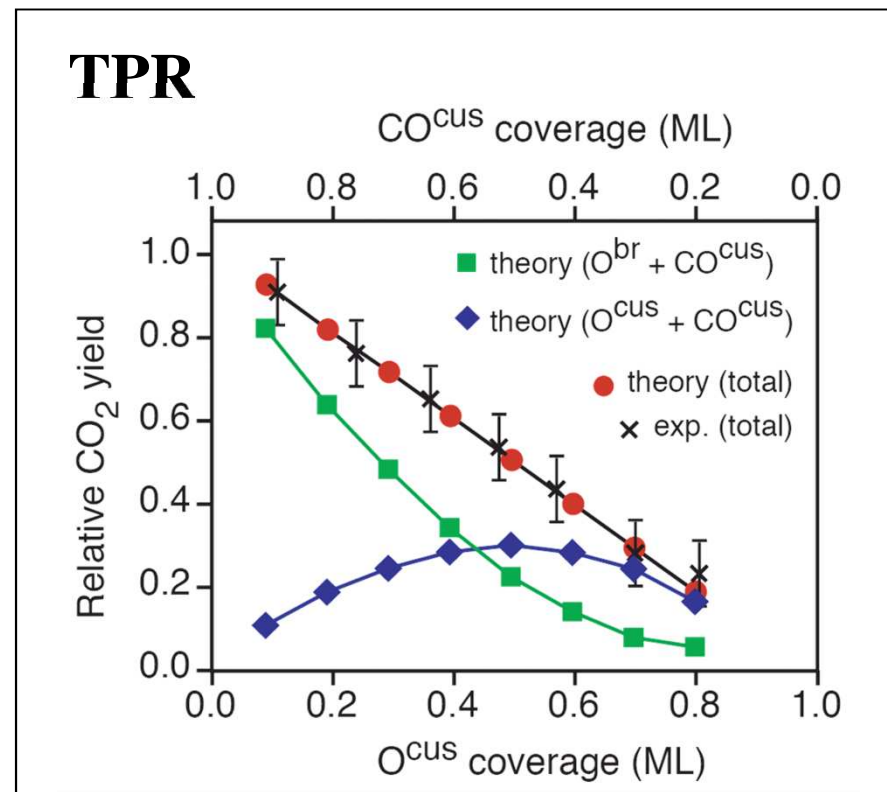 TPR
CO^cus coverage (ML)
1.0 0.8 0.6 0.4 0.2 0.0
1.0
0.8
0.6
0.4
0.2
0.0
Relative CO₂ yield
theory (O^br + CO^cus)
theory (O^cus + CO^cus)
theory (total)
exp. (total)
0.0 0.2 0.4 0.6 0.8 1.0
O^cus coverage (ML)